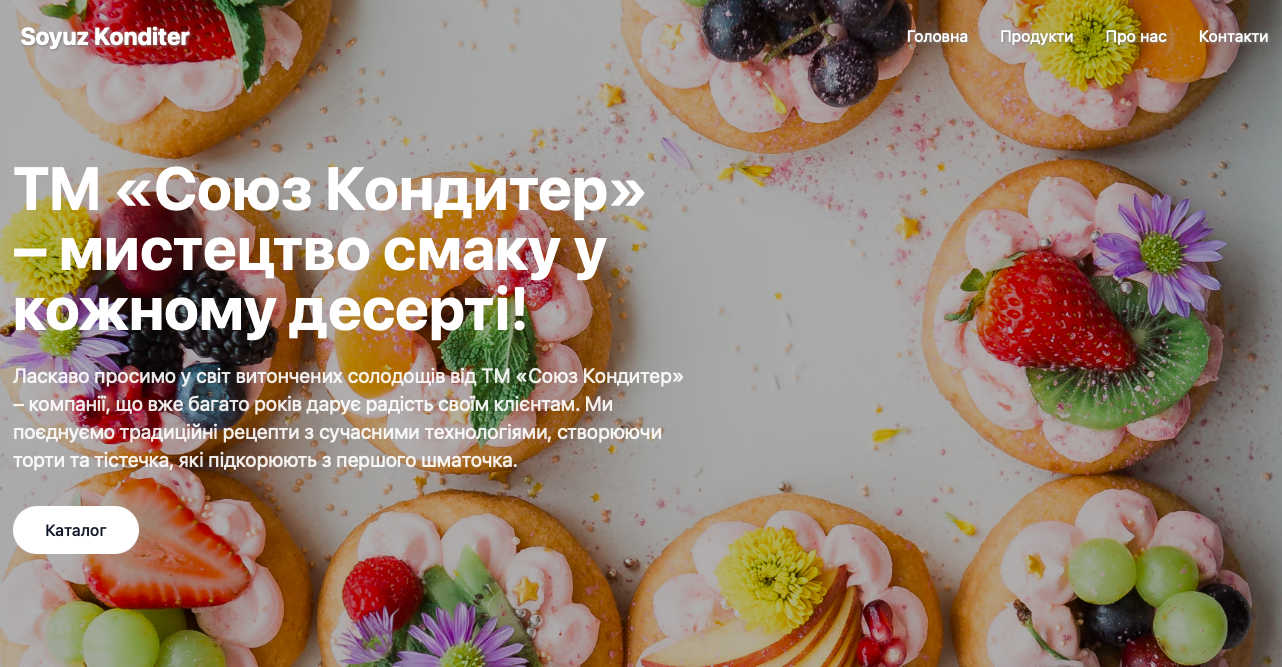 Soyuz Konditer
Головна Продукти Про нас Контакти
ТМ «Союз Кондитер»
– мистецтво смаку у
кожному десерті!
Ласкаво просимо у світ витончених солодощів від ТМ «Союз Кондитер»
– компанії, що вже багато років дарує радість своїм клієнтам. Ми
поєднуємо традиційні рецепти з сучасними технологіями, створюючи
торти та тістечка, які підкорюють з першого шматочка.
Каталог